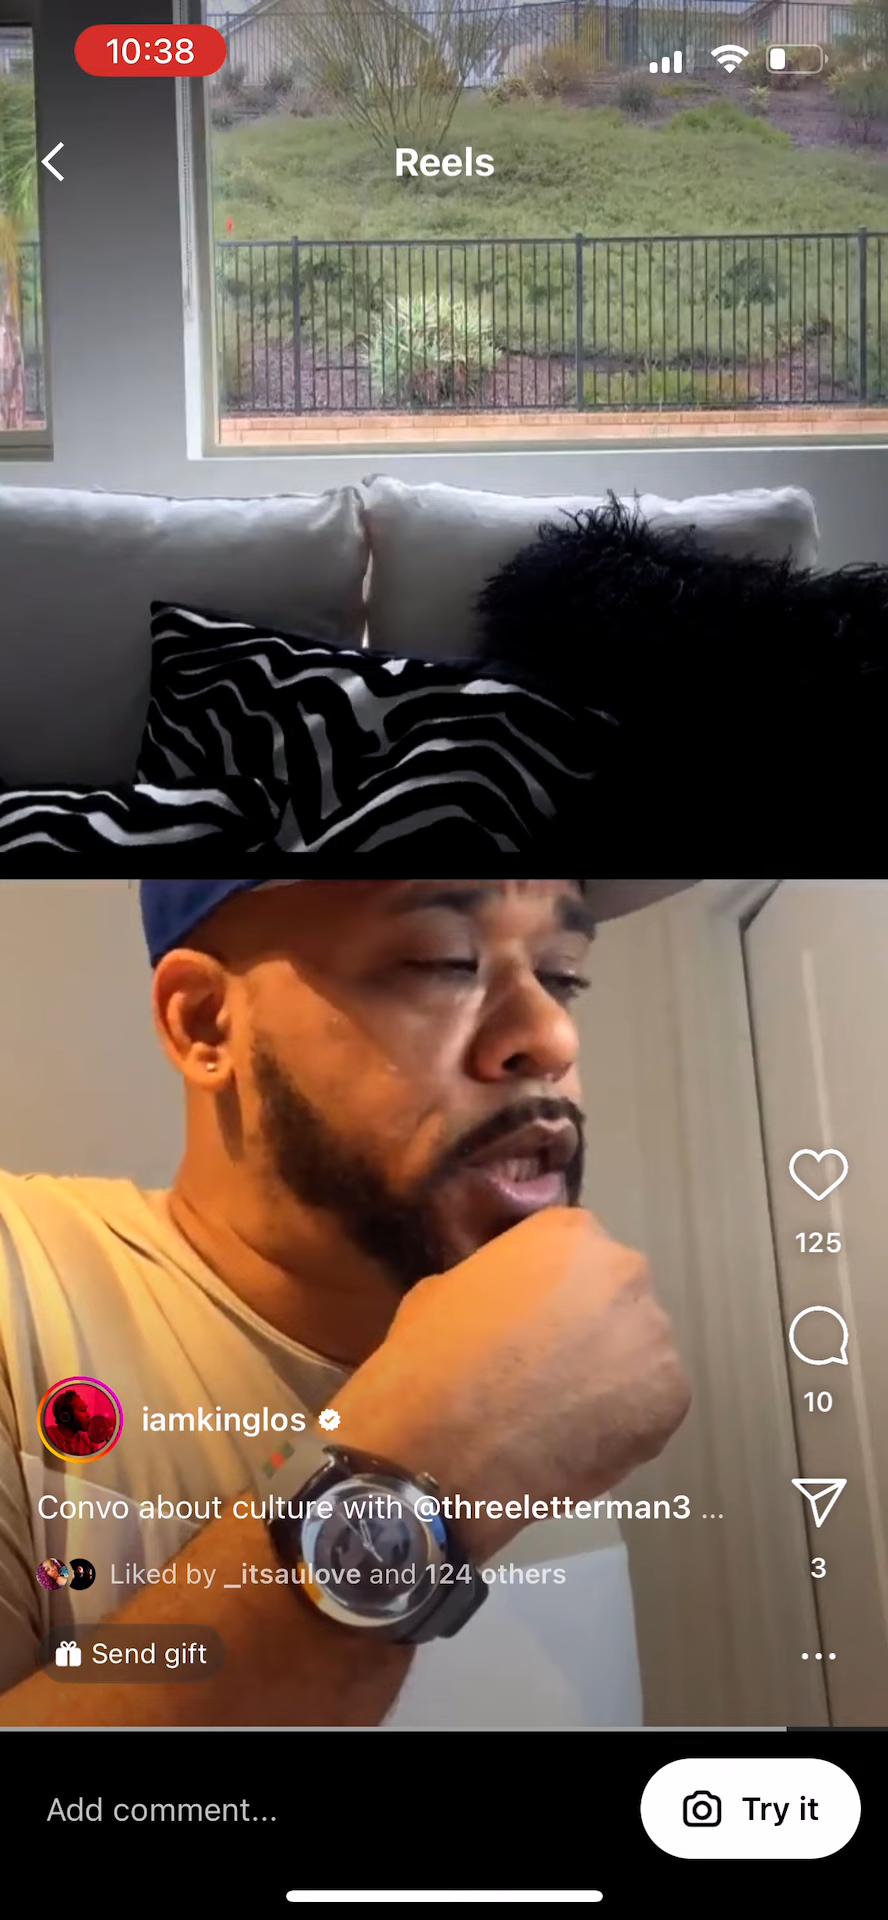 10:38
Reels
125
10
iamkinglos
Convo about culture with @threeletterman3 ...
3
Liked by _itsaulove and 124 others
Send gift
Add comment...
Try it